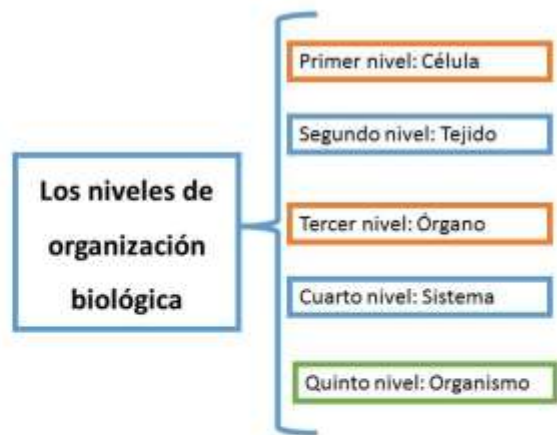 Los niveles de
organización
biológica
Primer nivel: Célula
Segundo nivel: Tejido
Tercer nivel: Órgano
Cuarto nivel: Sistema
Quinto nivel: Organismo